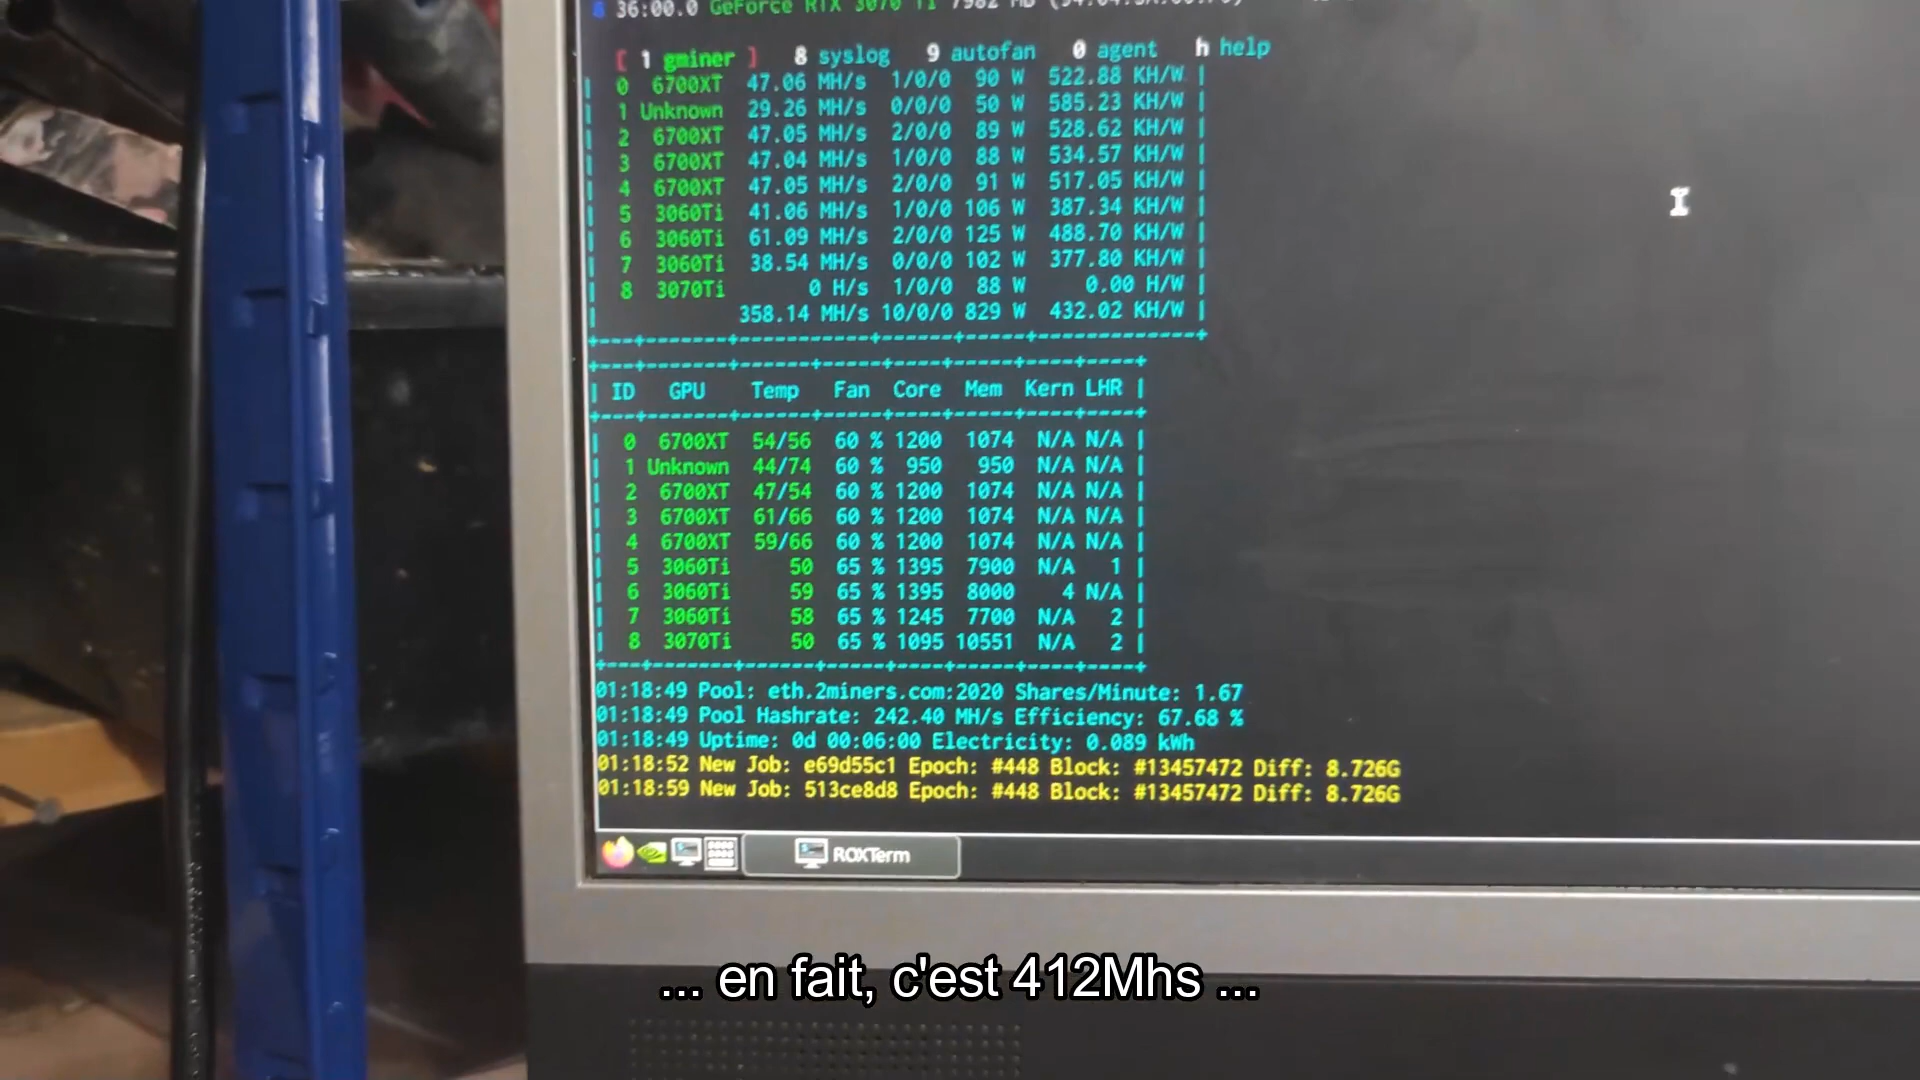 36:00.0 GeForce RTX 3070 Ti 7982 MB
[ 1 gminer ] 8 syslog 9 autofan 0 agent h help
| 0 6700XT 47.06 MH/s 1/0/0 90 W 522.88 KH/W |
| 1 Unknown 29.26 MH/s 0/0/0 50 W 585.23 KH/W |
| 2 6700XT 47.05 MH/s 2/0/0 89 W 528.62 KH/W |
| 3 6700XT 47.04 MH/s 1/0/0 88 W 534.57 KH/W |
| 4 6700XT 47.05 MH/s 2/0/0 91 W 517.05 KH/W |
| 5 3060Ti 41.06 MH/s 1/0/0 106 W 387.34 KH/W |
| 6 3060Ti 61.09 MH/s 2/0/0 125 W 488.70 KH/W |
| 7 3060Ti 38.54 MH/s 0/0/0 102 W 377.80 KH/W |
| 8 3070Ti 0 H/s 1/0/0 88 W 0.00 H/W |
| 358.14 MH/s 10/0/0 829 W 432.02 KH/W |
| ID GPU Temp Fan Core Mem Kern LHR |
| 0 6700XT 54/56 60 % 1200 1074 N/A N/A |
| 1 Unknown 44/74 60 % 950 950 N/A N/A |
| 2 6700XT 47/54 60 % 1200 1074 N/A N/A |
| 3 6700XT 61/66 60 % 1200 1074 N/A N/A |
| 4 6700XT 59/66 60 % 1200 1074 N/A N/A |
| 5 3060Ti 50 65 % 1395 7900 N/A 1 |
| 6 3060Ti 59 65 % 1395 8000 4 N/A |
| 7 3060Ti 58 65 % 1245 7700 N/A 2 |
| 8 3070Ti 50 65 % 1095 10551 N/A 2 |
01:18:49 Pool: eth.2miners.com:2020 Shares/Minute: 1.67
01:18:49 Pool Hashrate: 242.40 MH/s Efficiency: 67.68 %
01:18:49 Uptime: 0d 00:06:00 Electricity: 0.089 kWh
01:18:52 New Job: e69d55c1 Epoch: #448 Block: #13457472 Diff: 8.726G
01:18:59 New Job: 513ce8d8 Epoch: #448 Block: #13457472 Diff: 8.726G
ROXTerm
... en fait, c'est 412Mhs ...